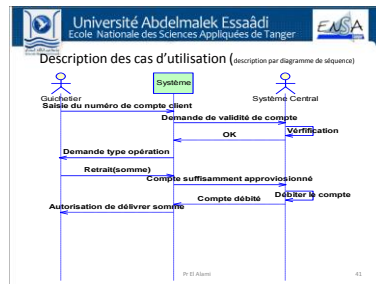 Université Abdelmalek Essaâdi
Ecole Nationale des Sciences Appliquées de Tanger
ENSA
Description des cas d'utilisation (description par diagramme de séquence)
Système
Guichetier
Système Central
Saisie du numéro de compte client
Demande de validité de compte
Vérfification
OK
Demande type opération
Retrait(somme)
Compte suffisamment approvisionné
Débiter le compte
Compte débité
Autorisation de délivrer somme
Pr El Alami
41